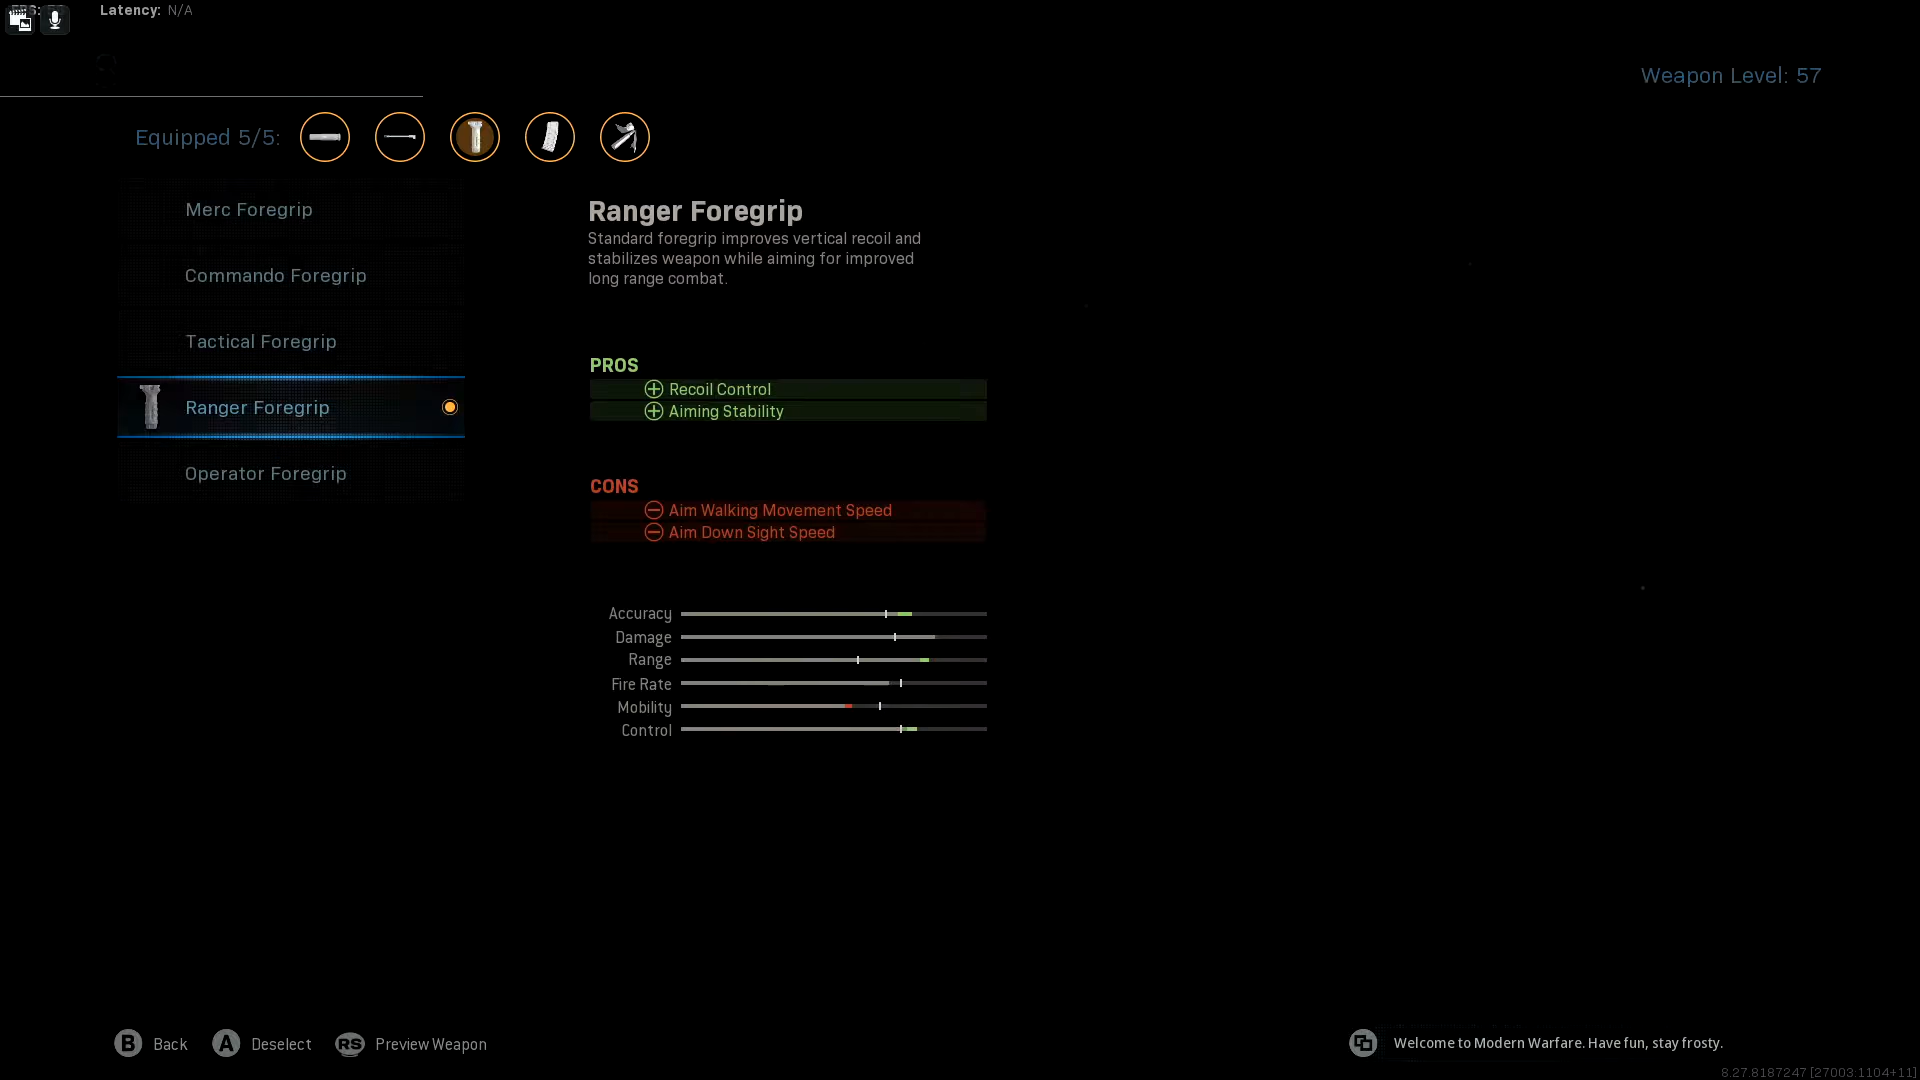 Latency: N/A
Weapon Level: 57
Equipped 5/5:
Merc Foregrip
Commando Foregrip
Tactical Foregrip
Ranger Foregrip
Operator Foregrip
Ranger Foregrip
Standard foregrip improves vertical recoil and
stabilizes weapon while aiming for improved
long range combat.
PROS
Recoil Control
Aiming Stability
CONS
Aim Walking Movement Speed
Aim Down Sight Speed
Accuracy
Damage
Range
Fire Rate
Mobility
Control
B Back A Deselect RS Preview Weapon
Welcome to Modern Warfare. Have fun, stay frosty.
8.27.8187247 [27003:1104+11]